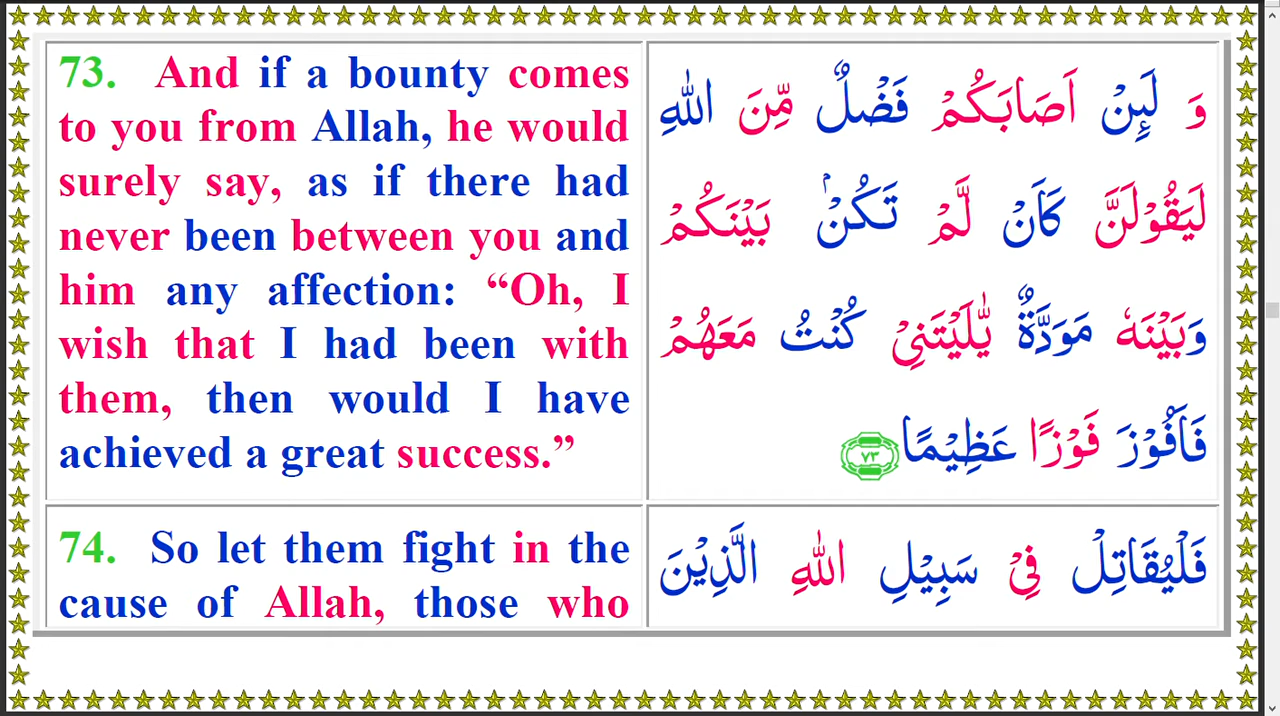 73. And if a bounty comes
to you from Allah, he would
surely say, as if there had
never been between you and
him any affection: “Oh, I
wish that I had been with
them, then would I have
achieved a great success.”
وَ لَئِنْ اَصَابَكُمْ فَضْلٌ مِّنَ اللّٰهِ
لَيَقُوْلَنَّ كَاَنْ لَّمْ تَكُنْۢ بَيْنَكُمْ
وَبَيْنَهٗ مَوَدَّةٌ يّٰلَيْتَنِيْ كُنْتُ مَعَهُمْ
فَاَفُوْزَ فَوْزًا عَظِيْمًا ٧٣
74. So let them fight in the
cause of Allah, those who
فَلْيُقَاتِلْ فِيْ سَبِيْلِ اللّٰهِ الَّذِيْنَ